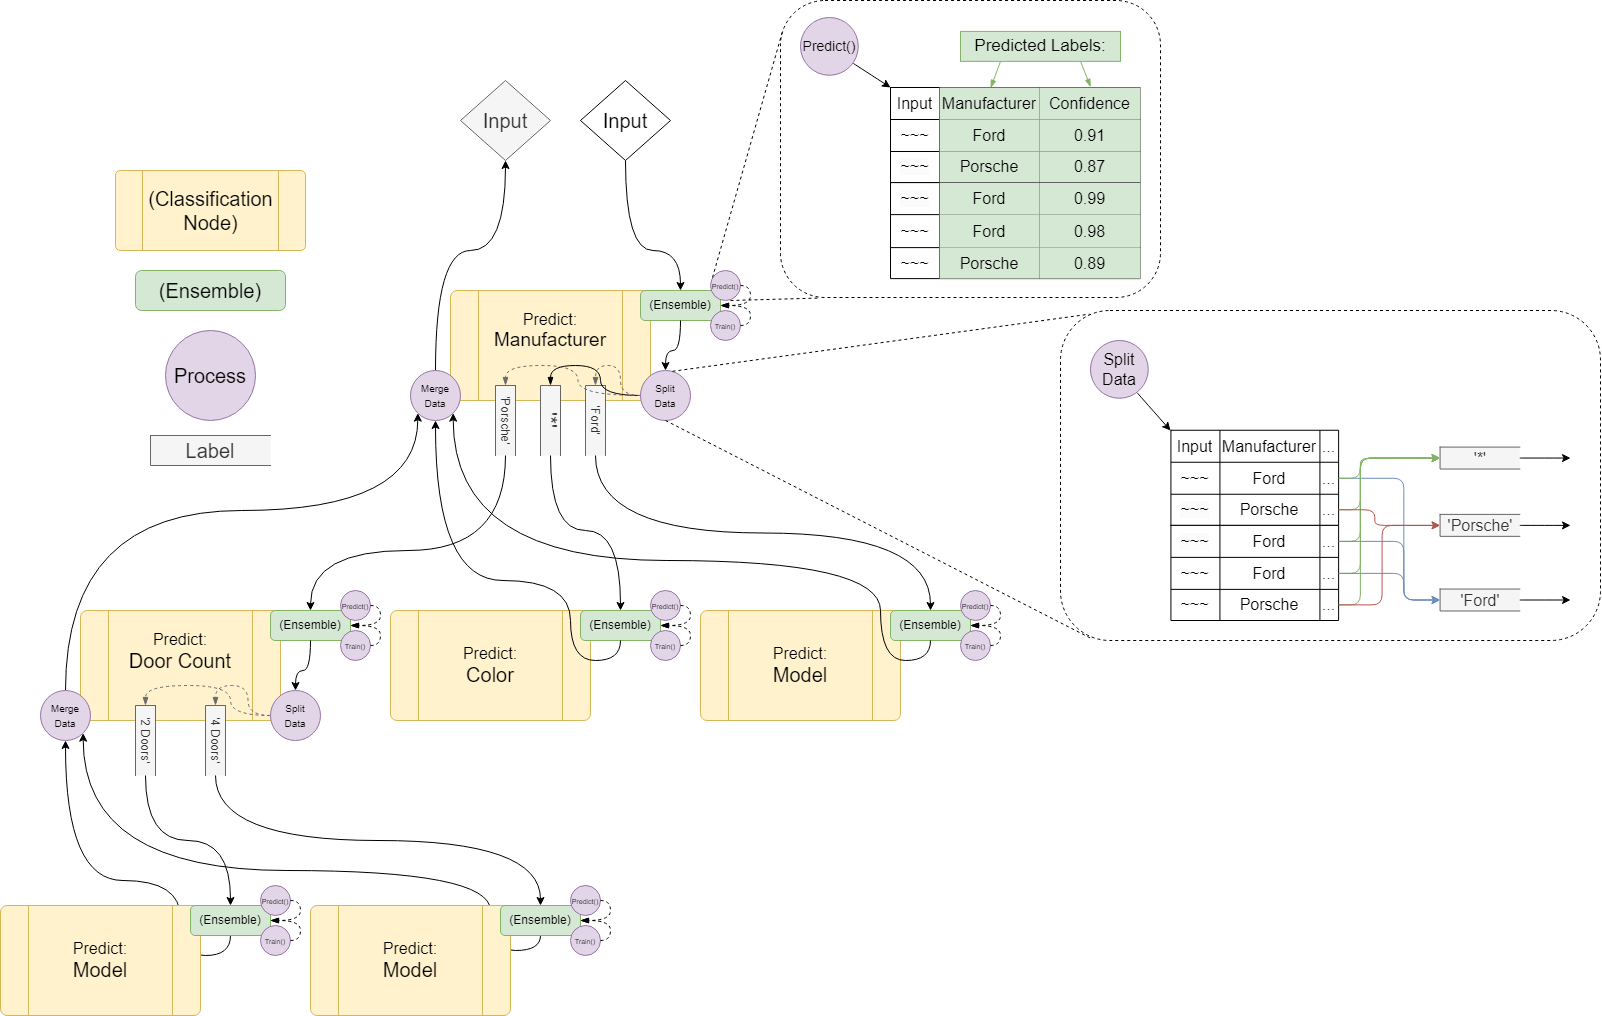 Predict()
Predicted Labels:
Input Manufacturer Confidence
~~~ Ford 0.91
~~~ Porsche 0.87
~~~ Ford 0.99
~~~ Ford 0.98
~~~ Porsche 0.89
Input
Input
(Classification
Node)
(Ensemble)
Process
Label
Predict:
Manufacturer
(Ensemble)
Predict()
Train()
Merge
Data
'Porsche'
'*'
'Ford'
Split
Data
Split
Data
Input Manufacturer ...
~~~ Ford ...
~~~ Porsche ...
~~~ Ford ...
~~~ Ford ...
~~~ Porsche ...
'*'
'Porsche'
'Ford'
Predict:
Door Count
(Ensemble)
Predict()
Train()
Merge
Data
'2 Doors'
'4 Doors'
Split
Data
Predict:
Color
(Ensemble)
Predict()
Train()
Predict:
Model
(Ensemble)
Predict()
Train()
Predict:
Model
(Ensemble)
Predict()
Train()
Predict:
Model
(Ensemble)
Predict()
Train()